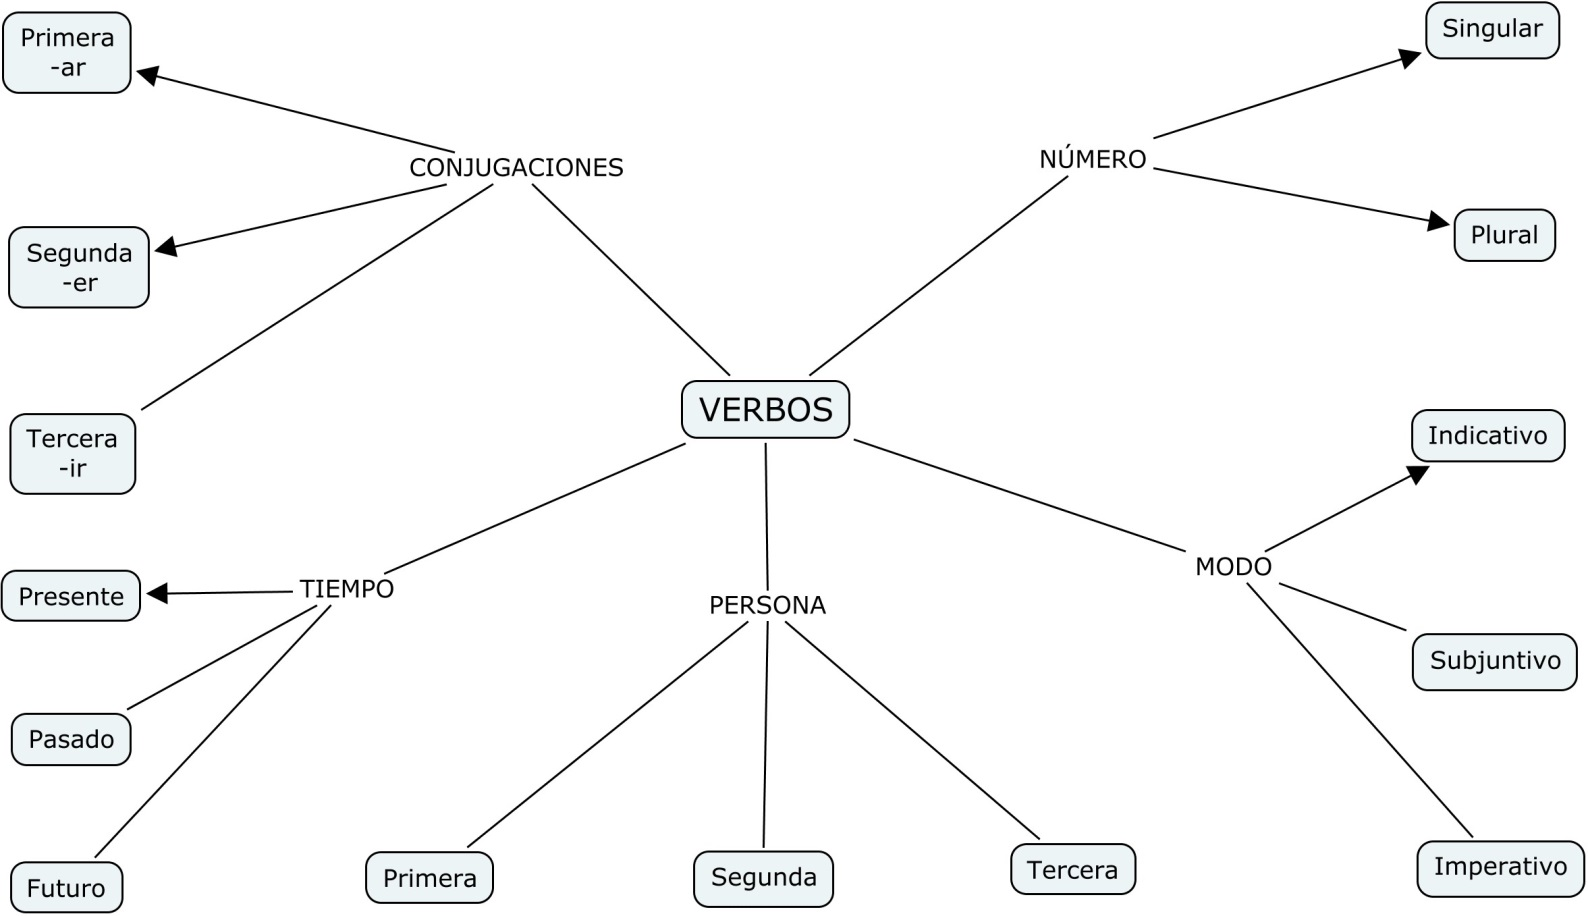 Primera
-ar
Singular
CONJUGACIONES
NÚMERO
Segunda
-er
Plural
VERBOS
Tercera
-ir
Indicativo
Presente
TIEMPO
PERSONA
MODO
Subjuntivo
Pasado
Futuro
Primera
Segunda
Tercera
Imperativo